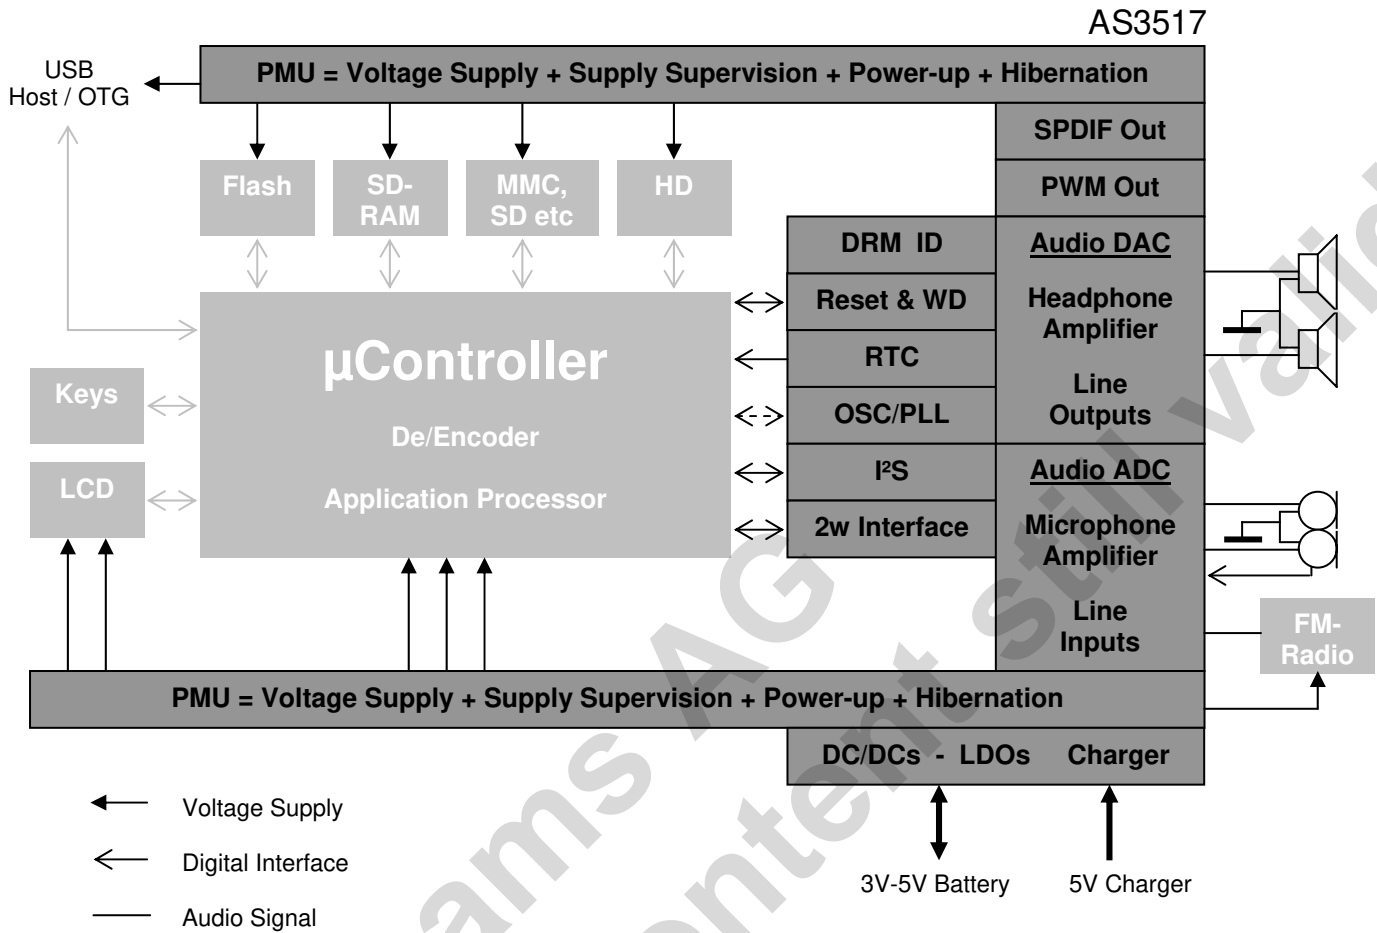 AS3517
USB
Host / OTG
PMU = Voltage Supply + Supply Supervision + Power-up + Hibernation
SPDIF Out
PWM Out
Flash
SD-
RAM
MMC,
SD etc
HD
DRM ID
Reset & WD
RTC
OSC/PLL
I²S
2w Interface
Audio DAC
Headphone
Amplifier
Line
Outputs
Audio ADC
Microphone
Amplifier
Line
Inputs
µController
De/Encoder
Application Processor
Keys
LCD
FM-
Radio
PMU = Voltage Supply + Supply Supervision + Power-up + Hibernation
DC/DCs - LDOs Charger
3V-5V Battery
5V Charger
Voltage Supply
Digital Interface
Audio Signal
ams AG
still valid